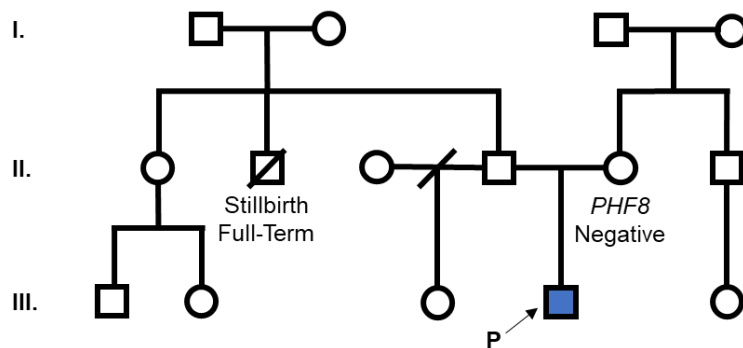 I.
II.
Stillbirth
Full-Term
PHF8
Negative
III.
P